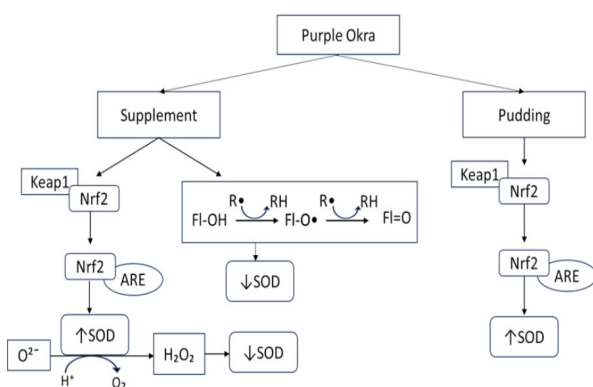 Purple Okra
Supplement
Pudding
Keap1
Nrf2
R• RH R• RH
Fl-OH Fl-O• Fl=O
Keap1
Nrf2
Nrf2
ARE
↓SOD
Nrf2
ARE
↑SOD
O²⁻
H₂O₂
↓SOD
↑SOD
H⁺
O₂